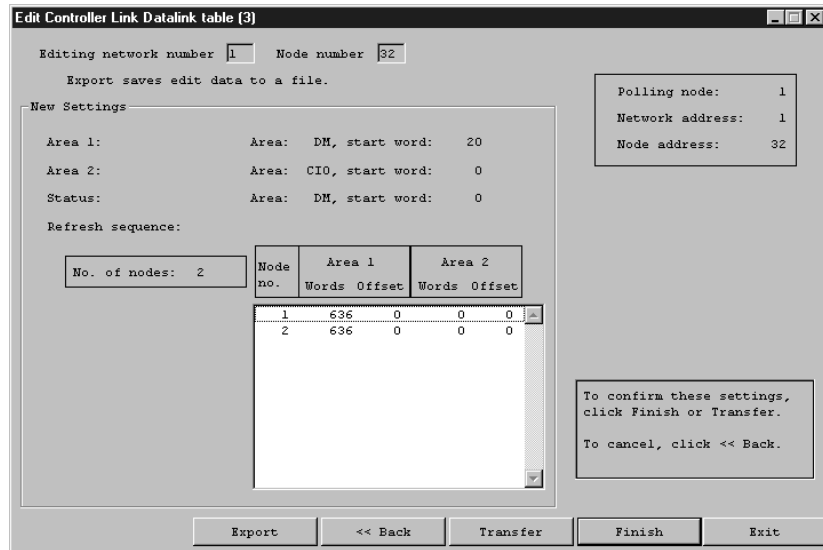 Edit Controller Link Datalink table (3)
Editing network number 1 Node number 32
Export saves edit data to a file.
Polling node: 1
Network address: 1
Node address: 32
New Settings
Area 1: Area: DM, start word: 20
Area 2: Area: CIO, start word: 0
Status: Area: DM, start word: 0
Refresh sequence:
No. of nodes: 2
Node no. Area 1 Words Offset Area 2 Words Offset
1 636 0 0 0
2 636 0 0 0
To confirm these settings,
click Finish or Transfer.
To cancel, click << Back.
Export << Back Transfer Finish Exit